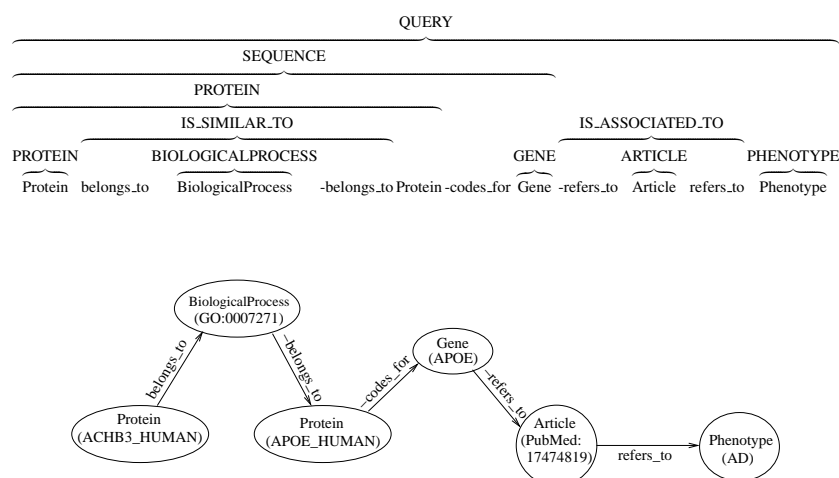 QUERY
SEQUENCE
PROTEIN
IS_SIMILAR_TO IS_ASSOCIATED_TO
PROTEIN BIOLOGICALPROCESS GENE ARTICLE PHENOTYPE
Protein belongs_to BiologicalProcess -belongs_to Protein -codes_for Gene -refers_to Article refers_to Phenotype
BiologicalProcess
(GO:0007271)
belongs_to
-belongs_to
-codes_for
Gene
(APOE)
-refers_to
Protein
(ACHB3_HUMAN)
Protein
(APOE_HUMAN)
Article
(PubMed:
17474819)
refers_to
Phenotype
(AD)